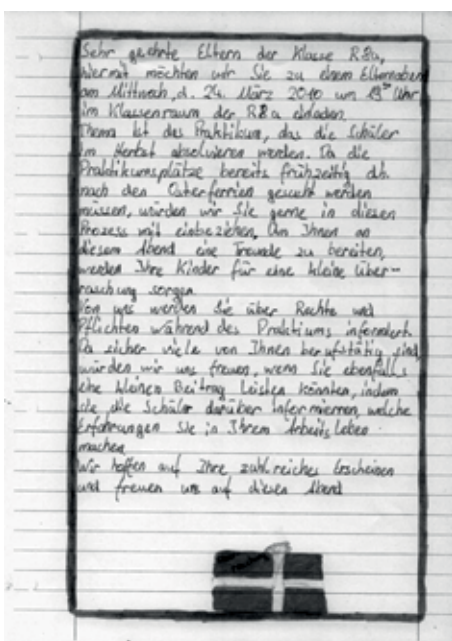 Sehr geehrte Eltern der Klasse R8a,
hiermit möchten wir Sie zu einem Elternabend
am Mittwoch, d. 24. März 2010 um Uhr
im Klassenraum der R8a einladen.
Thema ist das Praktikum, das die Schüler
im Herbst absolvieren werden. Da die
Praktikumsplätze bereits frühzeitig dh.
nach den Osterferrien gesucht werden
müssen, würden wir Sie gerne in diesen
Prozess mit einbeziehen. Um Ihnen an
diesem Abend eine Freude zu bereiten,
werden Ihre Kinder für eine kleine Über-
raschung sorgen.
Von uns werden Sie über Rechte und
Pflichten während des Praktiums informiert.
Da sicher viele von Ihnen berufstätig sind,
würden wir uns freuen, wenn Sie ebenfalls
ehe kleinen Beitrag leisten könnten, indem
sie die Schüler darüber informieren, welche
Erfahrungen Sie in Ihrem Arbeitsleben
machen.
Wir hoffen auf Ihre zahlreiches Erscheinen
und freuen uns auf diesen Abend